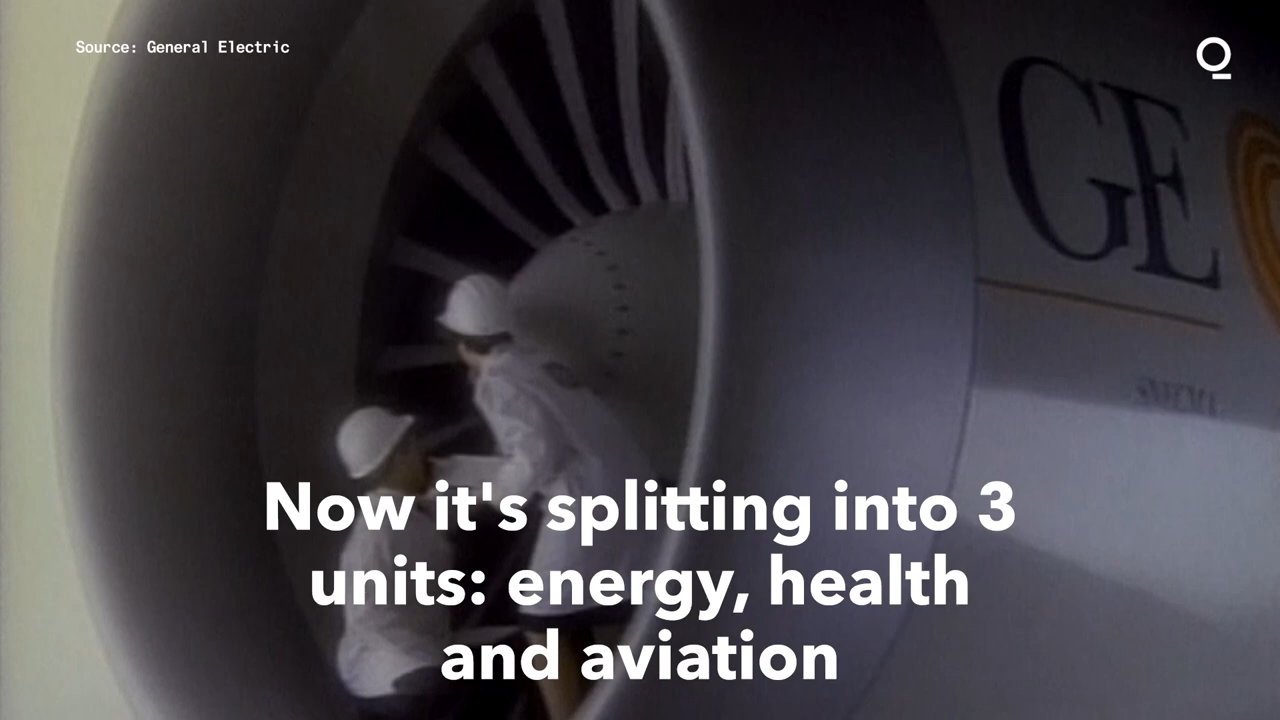 Source: General Electric
GE
Now it's splitting into 3
units: energy, health
and aviation